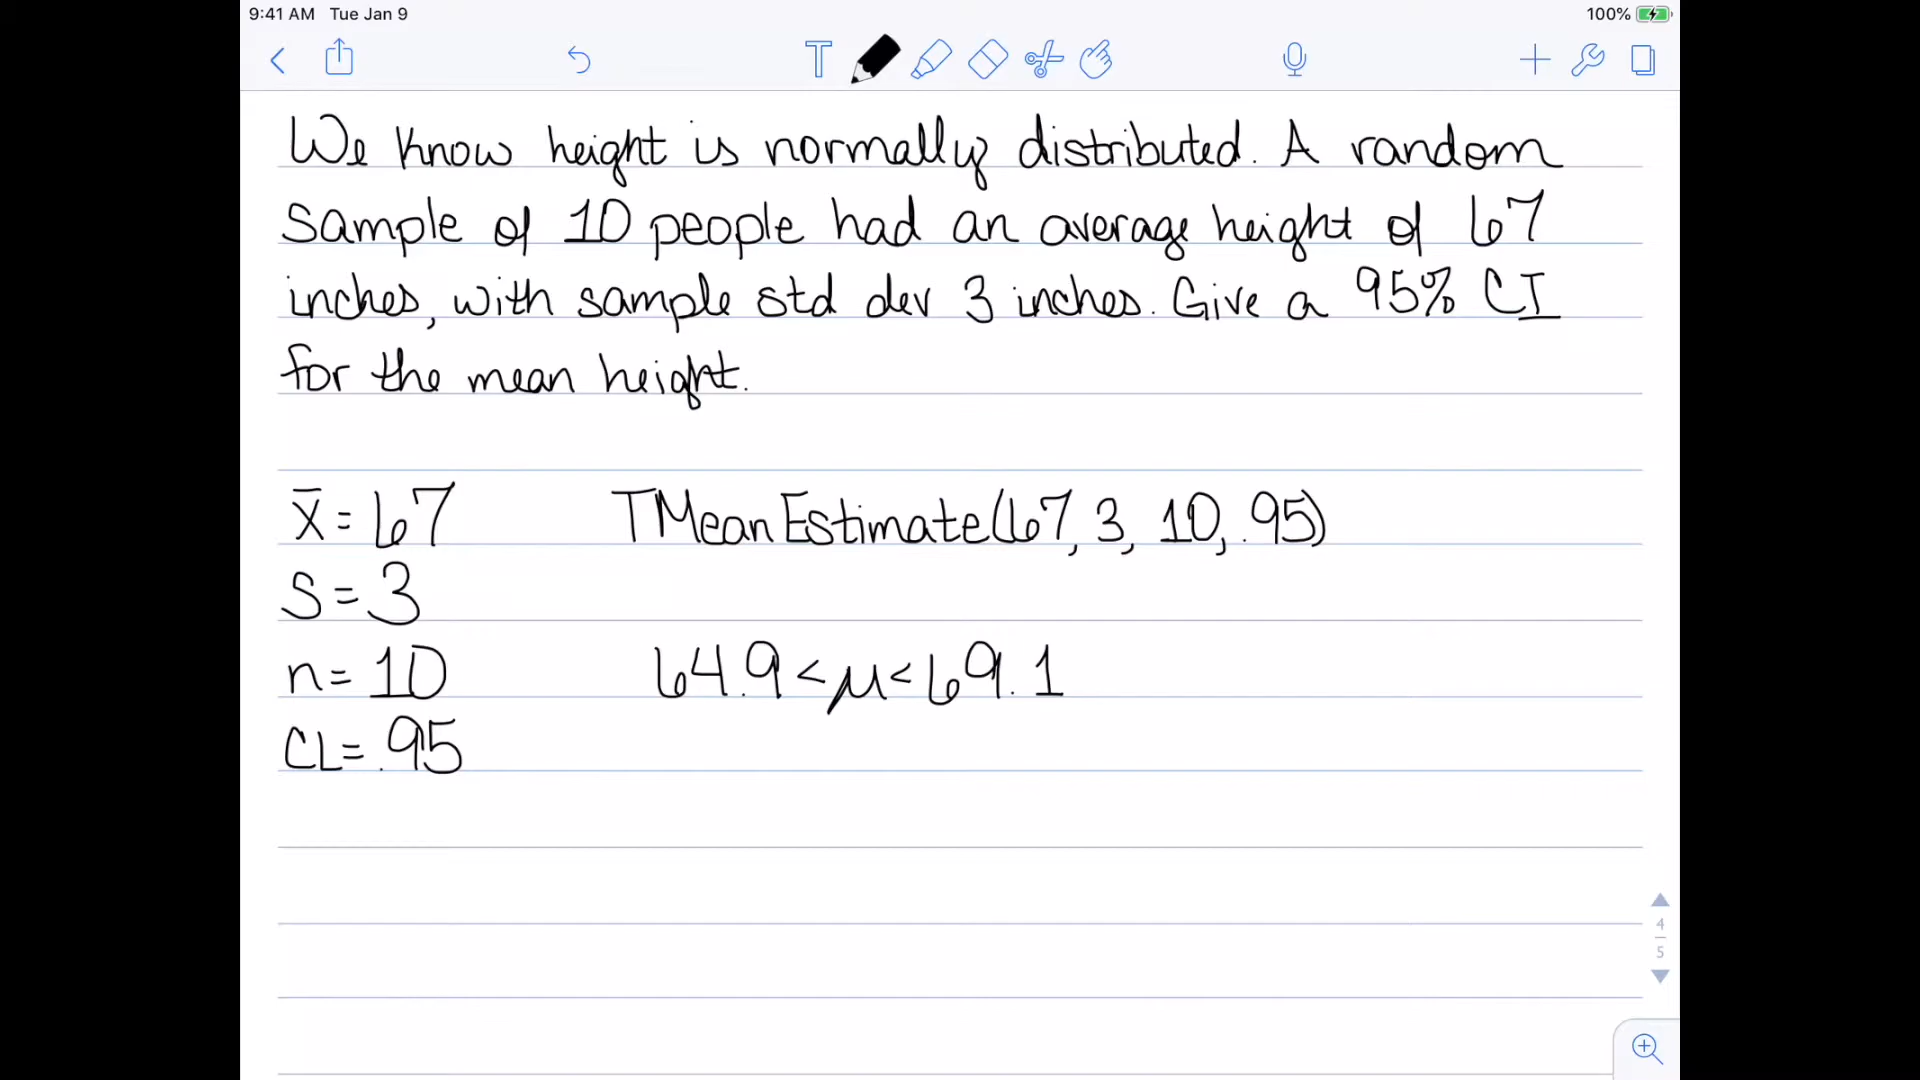 9:41 AM Tue Jan 9 100%
We know height is normally distributed. A random
sample of 10 people had an average height of 67
inches, with sample std dev 3 inches. Give a 95% CI
for the mean height.
x̄ = 67 TMeanEstimate(67, 3, 10, .95)
s = 3
n = 10 64.9 < μ < 69.1
CL = .95
4
5